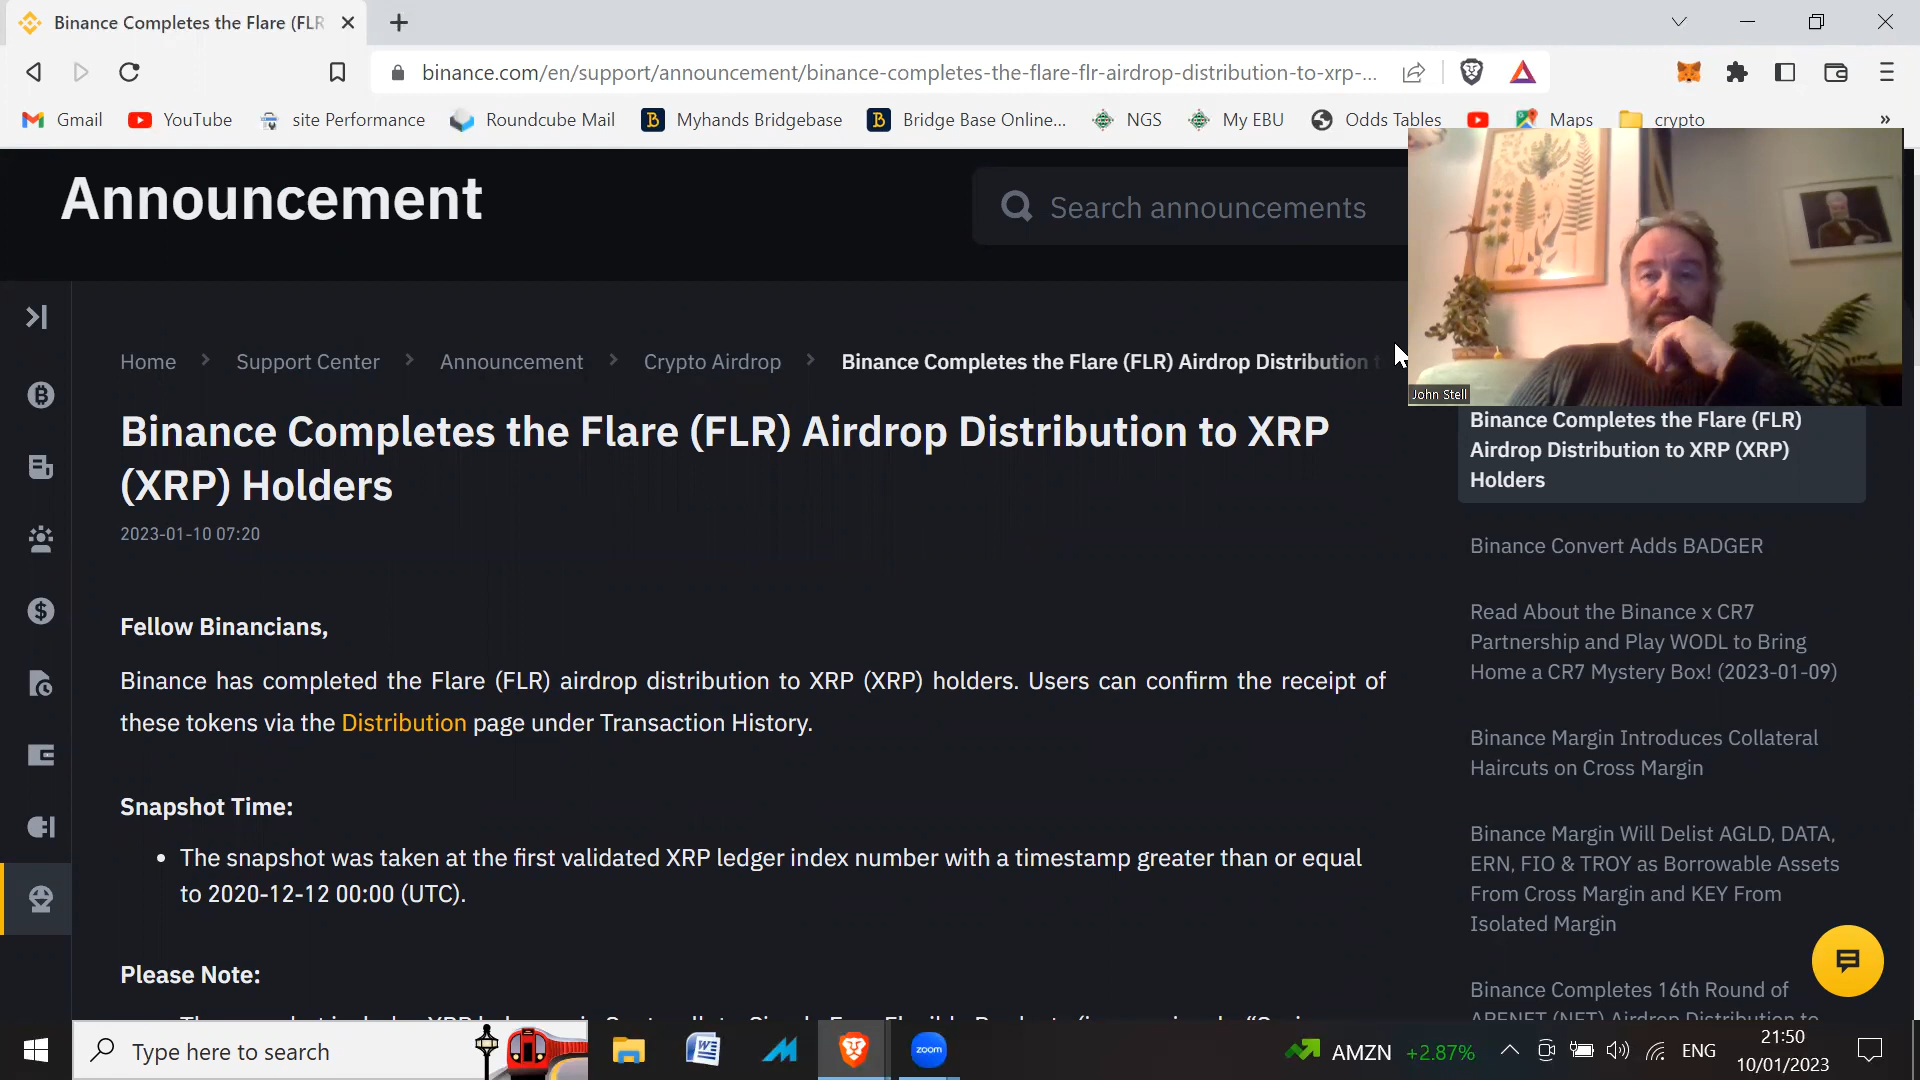 Binance Completes the Flare (FLR
binance.com/en/support/announcement/binance-completes-the-flare-flr-airdrop-distribution-to-xrp-...
Gmail YouTube site Performance Roundcube Mail Myhands Bridgebase Bridge Base Online... NGS My EBU Odds Tables Maps crypto »
Announcement
Search announcements
John Stell
Home > Support Center > Announcement > Crypto Airdrop > Binance Completes the Flare (FLR) Airdrop Distribution
Binance Completes the Flare (FLR) Airdrop Distribution to XRP
(XRP) Holders
2023-01-10 07:20
Fellow Binancians,
Binance has completed the Flare (FLR) airdrop distribution to XRP (XRP) holders. Users can confirm the receipt of
these tokens via the Distribution page under Transaction History.
Snapshot Time:
• The snapshot was taken at the first validated XRP ledger index number with a timestamp greater than or equal
to 2020-12-12 00:00 (UTC).
Please Note:
Binance Completes the Flare (FLR)
Airdrop Distribution to XRP (XRP)
Holders
Binance Convert Adds BADGER
Read About the Binance x CR7
Partnership and Play WODL to Bring
Home a CR7 Mystery Box! (2023-01-09)
Binance Margin Introduces Collateral
Haircuts on Cross Margin
Binance Margin Will Delist AGLD, DATA,
ERN, FIO & TROY as Borrowable Assets
From Cross Margin and KEY From
Isolated Margin
Binance Completes 16th Round of
APENFT (NFT) Airdrop Distribution to
Type here to search
zoom
AMZN +2.87%
ENG
21:50
10/01/2023